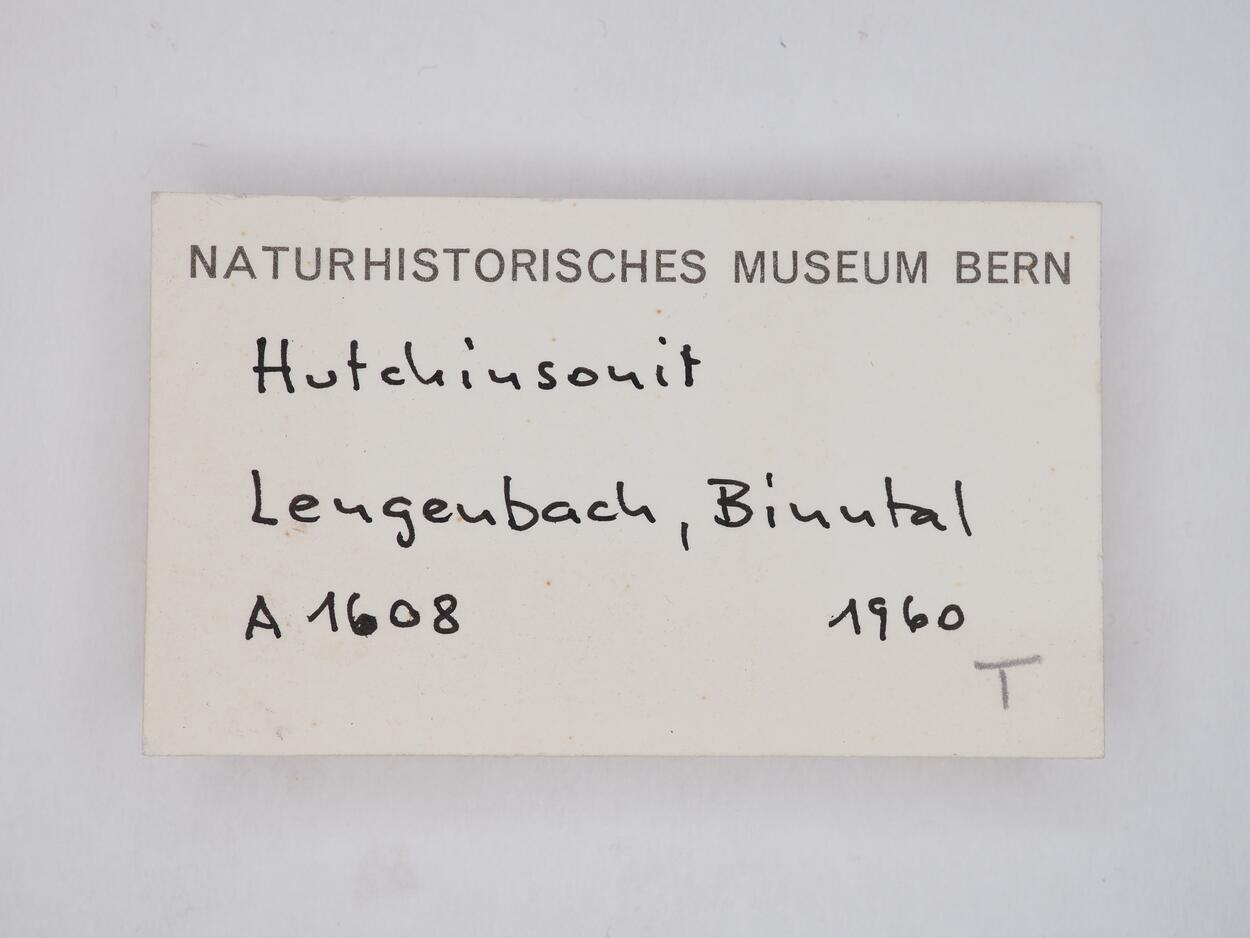 NATURHISTORISCHES MUSEUM BERN
Hutchinsonit
Lengenbach, Binntal
A 1608 1960
T